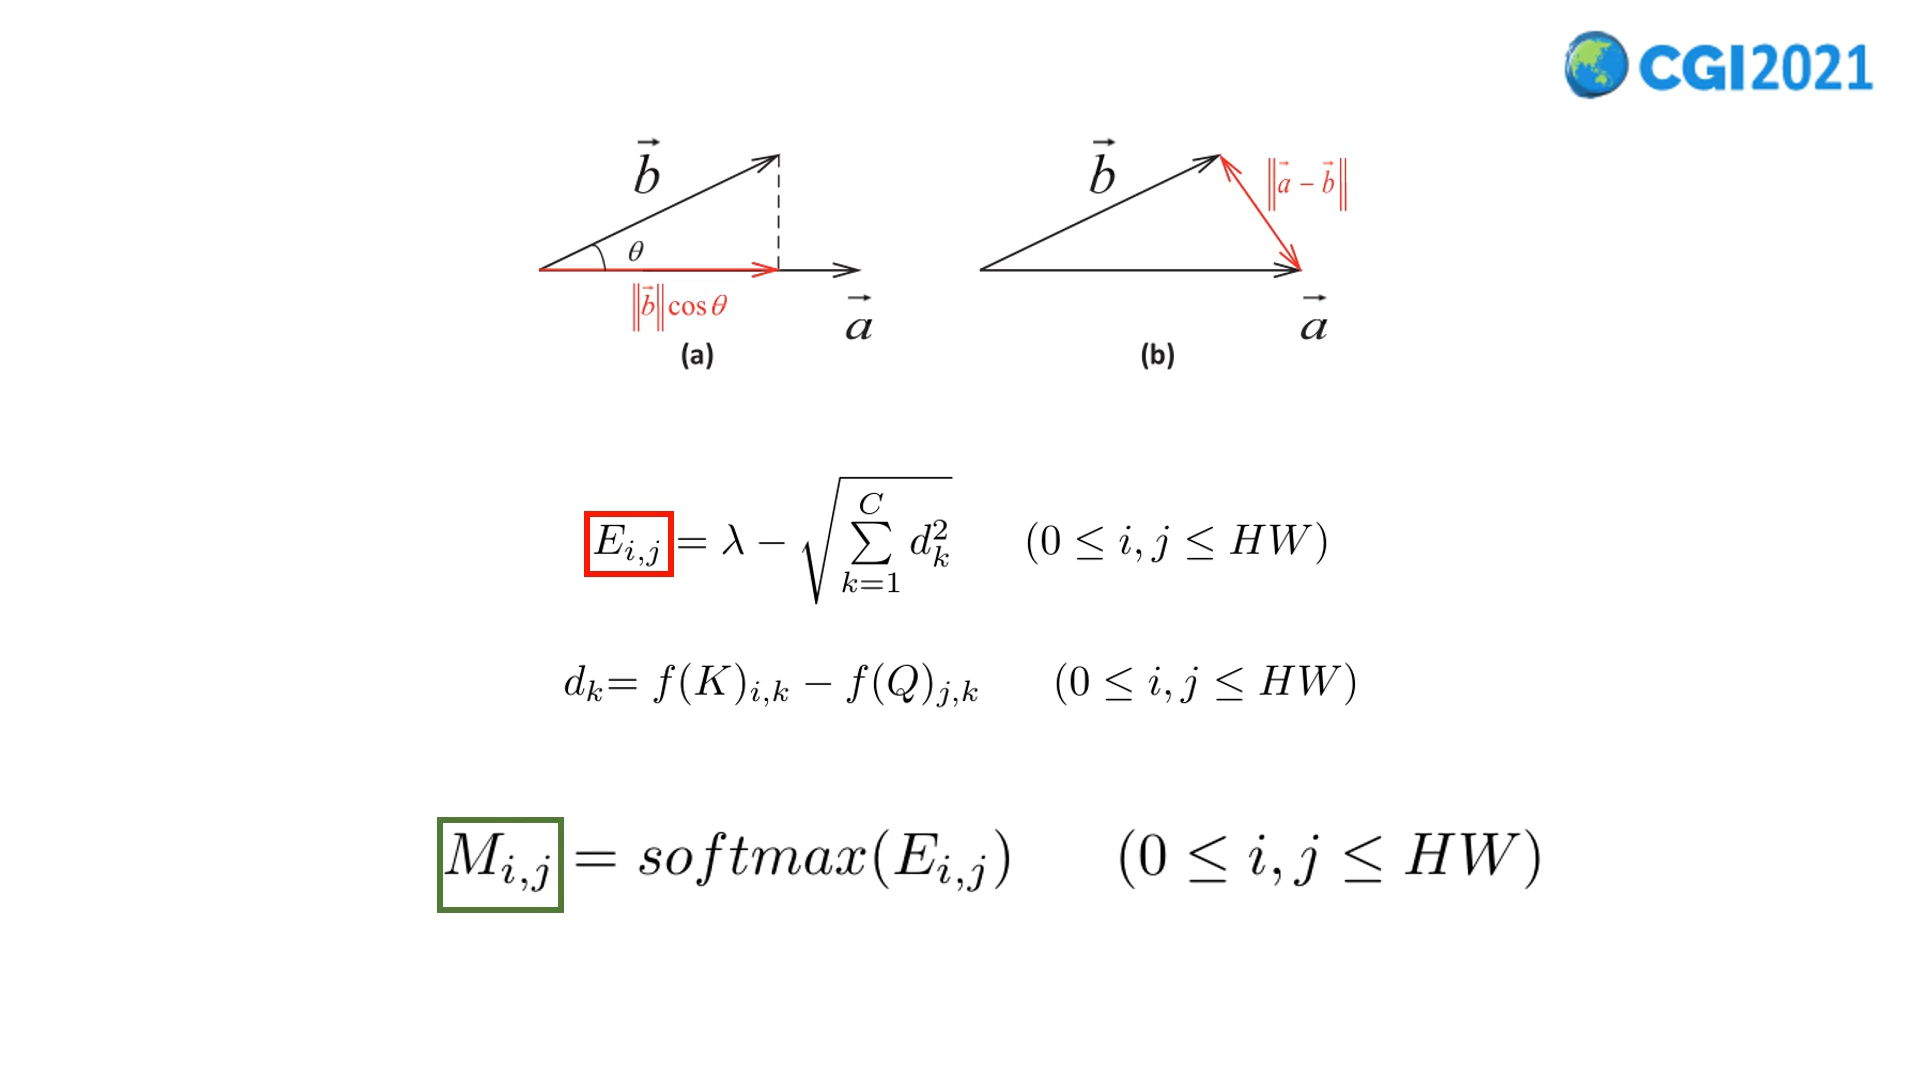 CGI2021
b⃗
θ
‖b⃗‖cos θ
a⃗
(a)
b⃗
‖a⃗ − b⃗‖
a⃗
(b)
E_{i,j} = λ − √(∑_{k=1}^{C} d_k^2) (0 ≤ i, j ≤ HW)
d_k = f(K)_{i,k} − f(Q)_{j,k} (0 ≤ i, j ≤ HW)
M_{i,j} = softmax(E_{i,j}) (0 ≤ i, j ≤ HW)